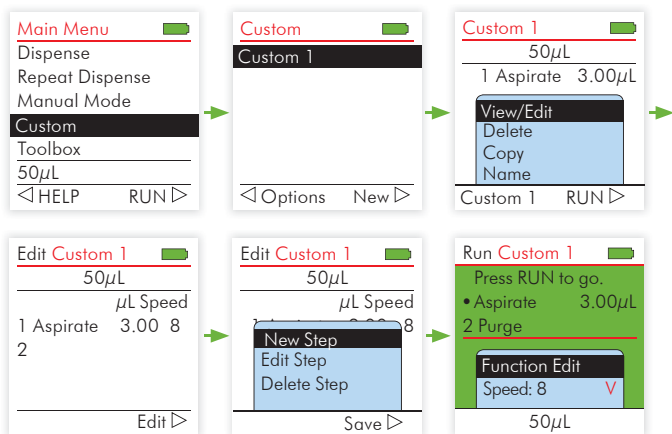 Main Menu
Dispense
Repeat Dispense
Manual Mode
Custom
Toolbox
50µL
◁ HELP RUN ▷
Custom
Custom 1
◁ Options New ▷
Custom 1
50µL
1 Aspirate 3.00µL
View/Edit
Delete
Copy
Name
Custom 1 RUN ▷
Edit Custom 1
50µL
µL Speed
1 Aspirate 3.00 8
2
Edit ▷
Edit Custom 1
50µL
µL Speed
8
New Step
Edit Step
Delete Step
Save ▷
Run Custom 1
Press RUN to go.
• Aspirate 3.00µL
2 Purge
Function Edit
Speed: 8 V
50µL